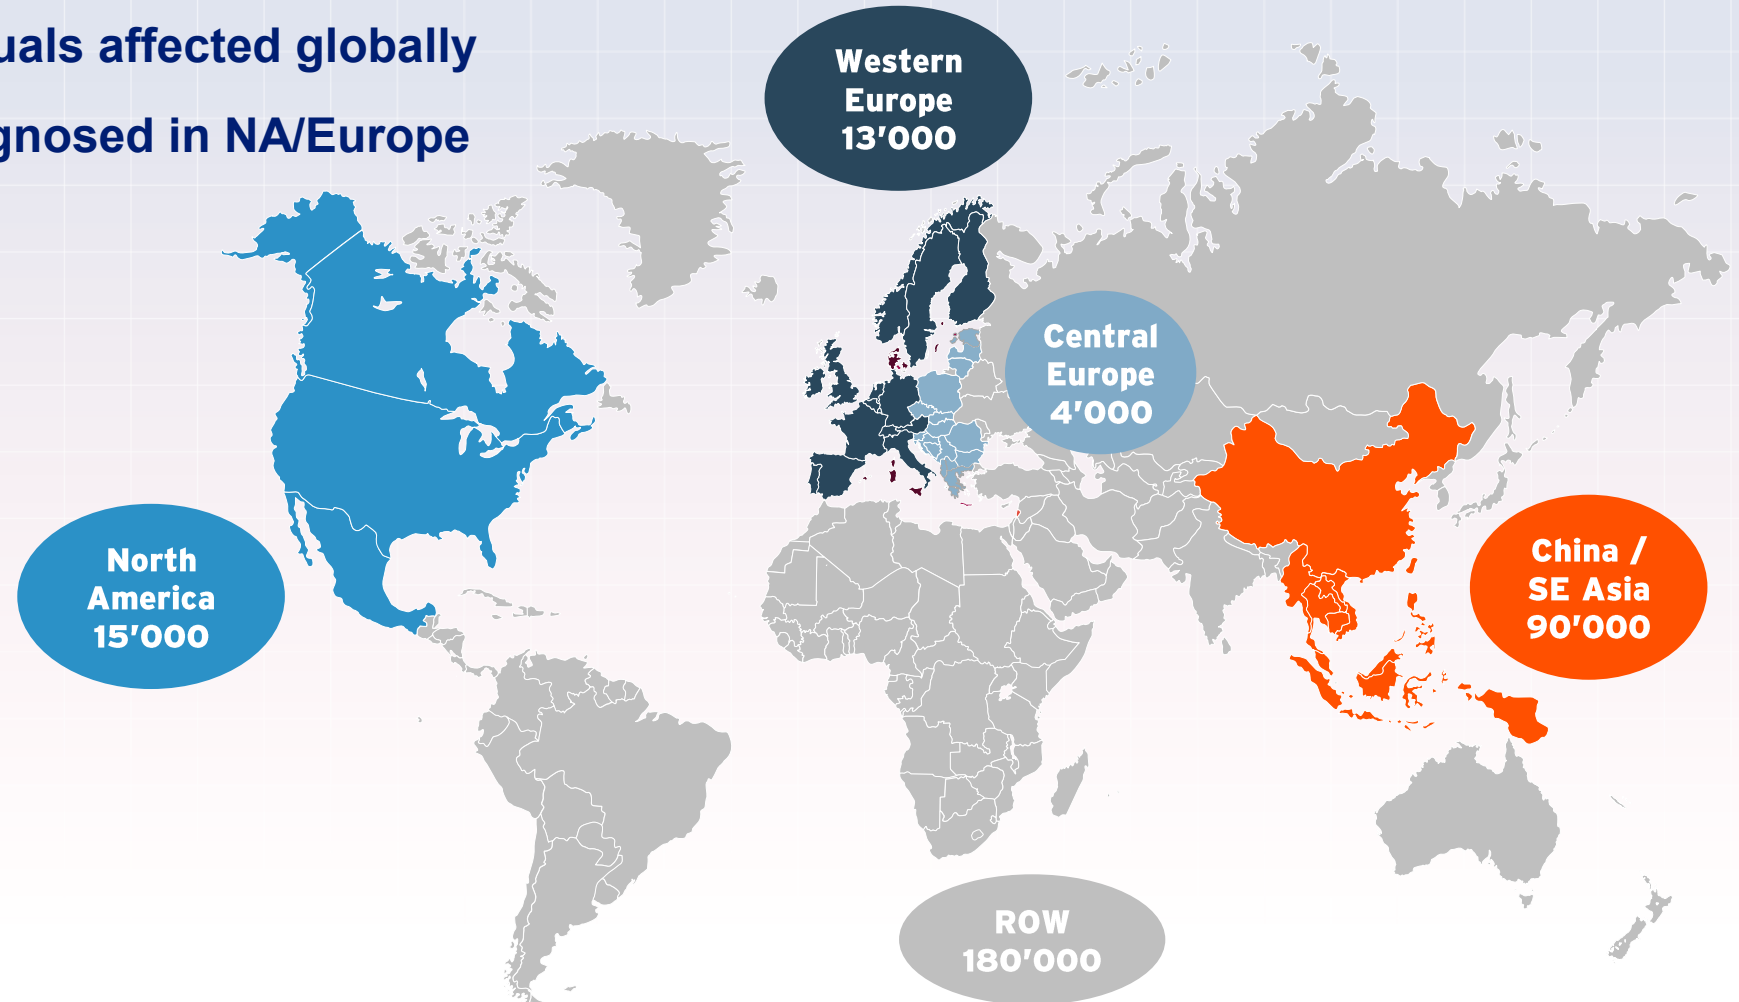 uals affected globally
gnosed in NA/Europe
Western
Europe
13'000
Central
Europe
4'000
North
America
15'000
China /
SE Asia
90'000
ROW
180'000